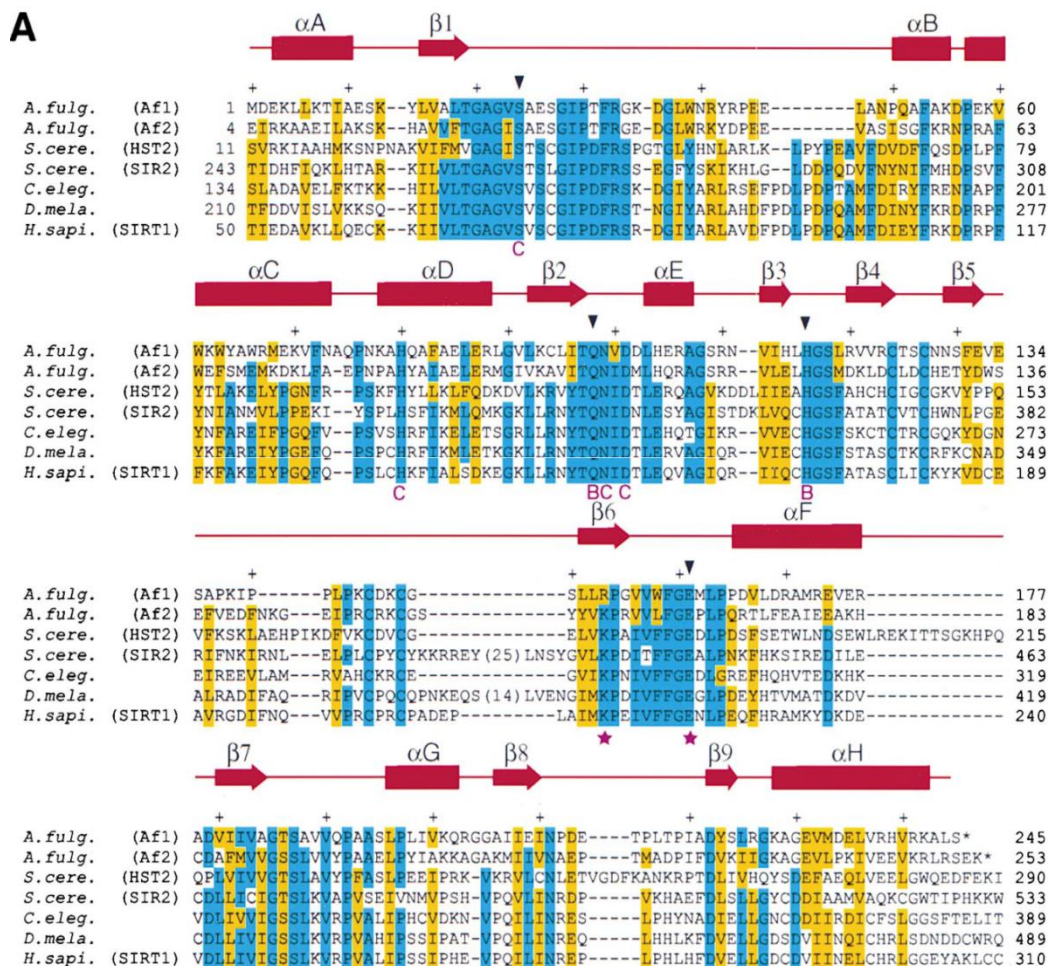 A
αA β1 αB
+ + + + + + +
A.fulg. (Af1) 1 MDEKLLKTIAESK--YLVALTGAGVSAESGIPTFRGK-DGLWNRYRPEE------LANPQAFAKDPEKV 60
A.fulg. (Af2) 4 EIRKAAEILAKSK--HAVVFTGAGISAESGIPTFRGE-DGLWRKYDPEE------VASISGFKRNPRAF 63
S.cere. (HST2) 11 SVRKIAAHMKSNPNAKVIFMVGAGISTSCGIPDFRSPGTGLYHNLARLK--LPYPEAVFDVDFFQSDPLPF 79
S.cere. (SIR2) 243 TIDHFIQKLHTAR-KILVLTGAGVSTSLGIPDFRSS-EGFYSKIKHLG--LDDPQDVFNYNIFMHDPSVF 308
C.eleg. 134 SLADAVELFKTKK--HILVLTGAGVSVSCGIPDFRSK-DGIYARLRSEFPDLPDPTAMFDIRYFRENPAPF 201
D.mela. 210 TFDDVISLVKKSQ-KIIVLTGAGVSVSCGIPDFRST-NGIYARLAHDFPDLPDPQAMFDINYFKRDPRPF 277
H.sapi. (SIRT1) 50 TIEDAVKLLQECK-KIIVLTGAGVSVSCGIPDFRSR-DGIYARLAVDFPDLPDPQAMFDIEYFRKDPRPF 117
C
αC αD β2 αE β3 β4 β5
+ + + + + + +
A.fulg. (Af1) WKWYAWRMEKVFNAQPNKAHQAFAELERLGVLKCLITQNVDDLHERAGSRN--VIHLHGSLRVVRCTSCNNSFEVE 134
A.fulg. (Af2) WEFSMEMKDKLFA-EPNPAHYAIAELERMGIVKAVITQNIDMLHQRAGSRR--VLELHGSMDKLDCLDCHETYDWS 136
S.cere. (HST2) YTLAKELYPGNFR--PSKFHYLLKLFQDKDVLKRVYTQNIDTLERQAGVKDDLIIEAHGSFAHCHCIGCGKVYPPQ 153
S.cere. (SIR2) YNIANMVLPPEKI--YSPLHSFIKMLQMKGKLLRNYTQNIDNLESYAGISTDKLVQCHGSFATATCVTCHWNLPGE 382
C.eleg. YNFAREIFPGQFV--PSVSHRFIKELETSGRLLRNYTQNIDTLEHQTGIKR--VVECHGSFSKCTCTRCGQKYDGN 273
D.mela. YKFAREIYPGEFQ--PSPCHRFIKMLETKGKLLRNYTQNIDTLERVAGIQR--VIECHGSFSTASCTKCRFKCNAD 349
H.sapi. (SIRT1) FKFAKEIYPGQFQ--PSLCHKFIALSDKEGKLLRNYTQNIDTLEQVAGIQR--IIQCHGSFATASCLICKYKVDCE 189
C BC C B
β6 αF
+ + + +
A.fulg. (Af1) SAPKIP-------PLPKCDKCG--------------SLLRPGVVWFGEMLPPDVLDRAMREVER------------- 177
A.fulg. (Af2) EFVEDFNKG---EIPRCRKCGS--------------YYVKPRVVLFGEPLPQRTLFEAIEEAKH------------- 183
S.cere. (HST2) VFKSKLAEHPIKDFVKCDVCG--------------ELVKPAIVFFGEDLPDSFSETWLNDSEWLREKITTSGKHPQ 215
S.cere. (SIR2) RIFNKIRNL---ELPLCPYCYKKRREY(25)LNSYGVLKPDITFFGEALPNKFHKSIREDILE------------- 463
C.eleg. EIREEVLAM---RVAHCKRCE--------------GVIKPNIVFFGEDLGREFHQHVTEDKHK------------- 319
D.mela. ALRADIFAQ---RIPVCPQCQPNKEQS(14)LVENGIMKPDIVFFGEGLPDEYHTVMATDKDV------------- 419
H.sapi. (SIRT1) AVRGDIFNQ---VVPRCPRCPADEP----------LAIMKPEIVFFGENLPEQFHRAMKYDKDE------------- 240
β7 αG β8 β9 αH
+ + + + + + +
A.fulg. (Af1) ADVIIVAGTSAVVQPAASLPLIVKQRGGAIIEINPDE----TPLTPIADYSLRGKAGEVMDELVRHVRKALS* 245
A.fulg. (Af2) CDAFMVVGSSLVVYPAAELPYIAKKAGAKMIIVNAEP----TMADPIFDVKIIGKAGEVLPKIVEEVKRLRSEK* 253
S.cere. (HST2) QPLVIVVGTSLAVYPFASLPEEIPRK-VKRVLCNLETVGDFKANKRPTDLIVHQYSDEFAEQLVEELGWQEDFEKI 290
S.cere. (SIR2) CDLLICIGTSLKVAPVSEIVNMVPSH-VPQVLINRDP----VKHAEFDLSLLGYCDDIAAMVAQKCGWTIPHKKW 533
C.eleg. VDLIVVIGSSLKVRPVALIPHCVDKN-VPQILINRES----LPHYNADIELLGNCDDIIRDICFSLGGSFTELIT 389
D.mela. CDLLIVIGSSLKVRPVAHIPSSIPAT-VPQILINREQ----LHHLKFDVELLGDSDVIINQICHRLSDNDDCWRQ 489
H.sapi. (SIRT1) VDLLIVIGSSLKVRPVALIPSSIPHE-VPQILINREP----LPHLHFDVELLGDCDVIINELCHRLGGEYAKLCC 310